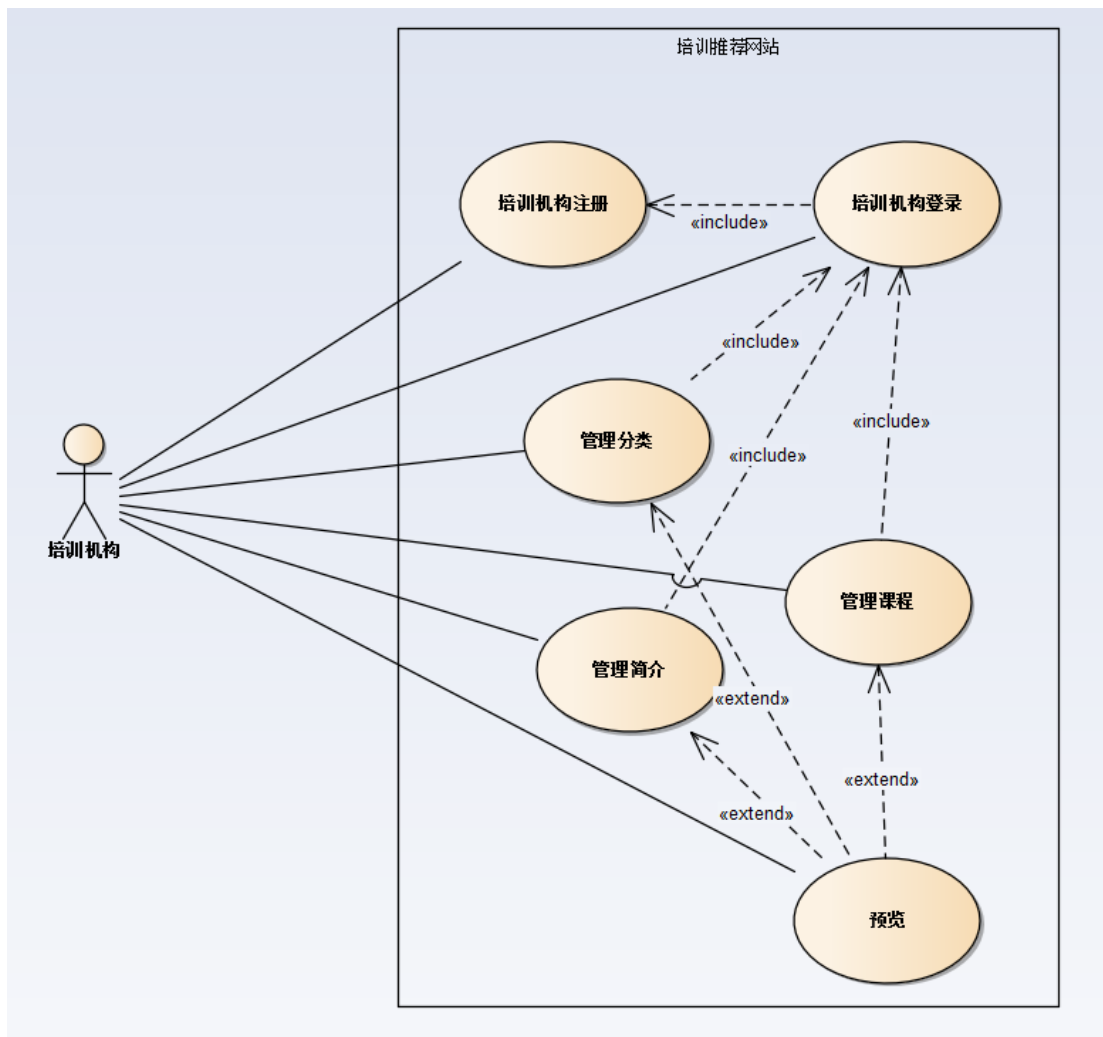 培训推荐网站
培训机构注册
培训机构登录
«include»
«include»
管理分类
«include»
«include»
培训机构
管理课程
管理简介
«extend»
«extend»
«extend»
预览